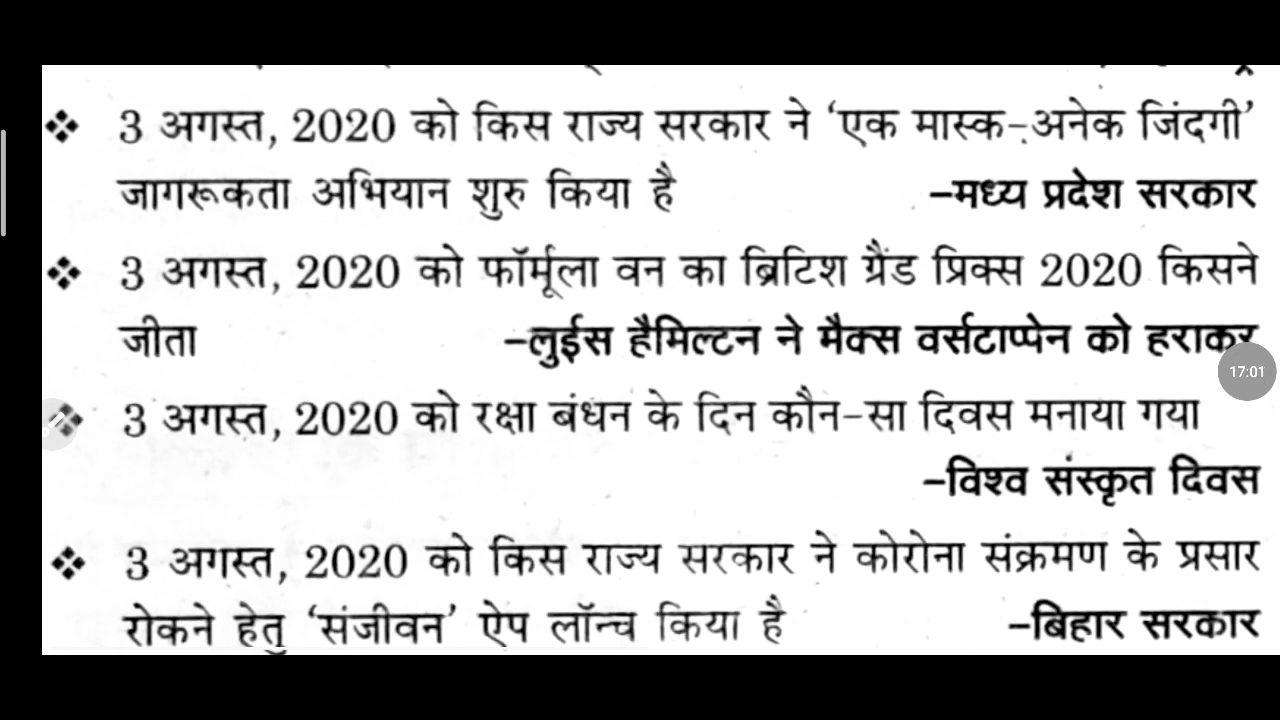 ❖ 3 अगस्त, 2020 को किस राज्य सरकार ने ‘एक मास्क-अनेक जिंदगी’
जागरूकता अभियान शुरु किया है –मध्य प्रदेश सरकार
❖ 3 अगस्त, 2020 को फॉर्मूला वन का ब्रिटिश ग्रैंड प्रिक्स 2020 किसने
जीता –लुईस हैमिल्टन ने मैक्स वर्सटाप्पेन को हराकर
17:01
❖ 3 अगस्त, 2020 को रक्षा बंधन के दिन कौन-सा दिवस मनाया गया
–विश्व संस्कृत दिवस
❖ 3 अगस्त, 2020 को किस राज्य सरकार ने कोरोना संक्रमण के प्रसार
रोकने हेतु ‘संजीवन’ ऐप लॉन्च किया है –बिहार सरकार